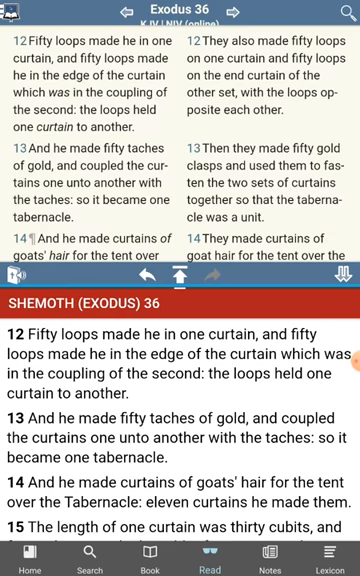 Exodus 36
KJV | NIV (online)
12 Fifty loops made he in one
curtain, and fifty loops made
he in the edge of the curtain
which was in the coupling of
the second: the loops held
one curtain to another.
13 And he made fifty taches
of gold, and coupled the cur-
tains one unto another with
the taches: so it became one
tabernacle.
14 ¶ And he made curtains of
goats' hair for the tent over
12 They also made fifty loops
on one curtain and fifty loops
on the end curtain of the
other set, with the loops op-
posite each other.
13 Then they made fifty gold
clasps and used them to fas-
ten the two sets of curtains
together so that the taberna-
cle was a unit.
14 They made curtains of
goat hair for the tent over the
SHEMOTH (EXODUS) 36
12 Fifty loops made he in one curtain, and fifty
loops made he in the edge of the curtain which was
in the coupling of the second: the loops held one
curtain to another.
13 And he made fifty taches of gold, and coupled
the curtains one unto another with the taches: so it
became one tabernacle.
14 And he made curtains of goats' hair for the tent
over the Tabernacle: eleven curtains he made them.
15 The length of one curtain was thirty cubits, and
Home
Search
Book
Read
Notes
Lexicon